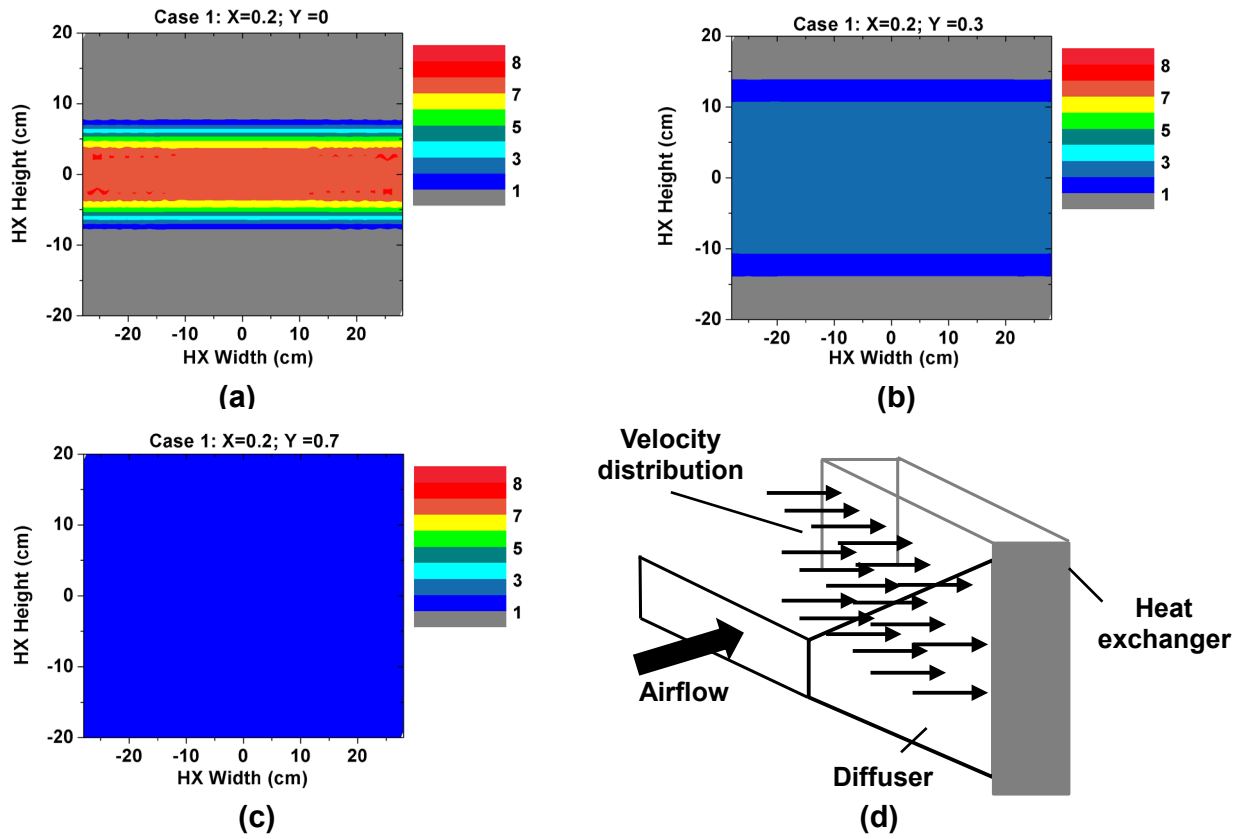 Case 1: X=0.2; Y =0
20
10
0
-10
-20
HX Height (cm)
-20 -10 0 10 20
HX Width (cm)
8
7
5
3
1
(a)
Case 1: X=0.2; Y =0.3
20
10
0
-10
-20
HX Height (cm)
-20 -10 0 10 20
HX Width (cm)
8
7
5
3
1
(b)
Case 1: X=0.2; Y =0.7
20
10
0
-10
-20
HX Height (cm)
-20 -10 0 10 20
HX Width (cm)
8
7
5
3
1
(c)
Velocity
distribution
Airflow
Diffuser
Heat
exchanger
(d)